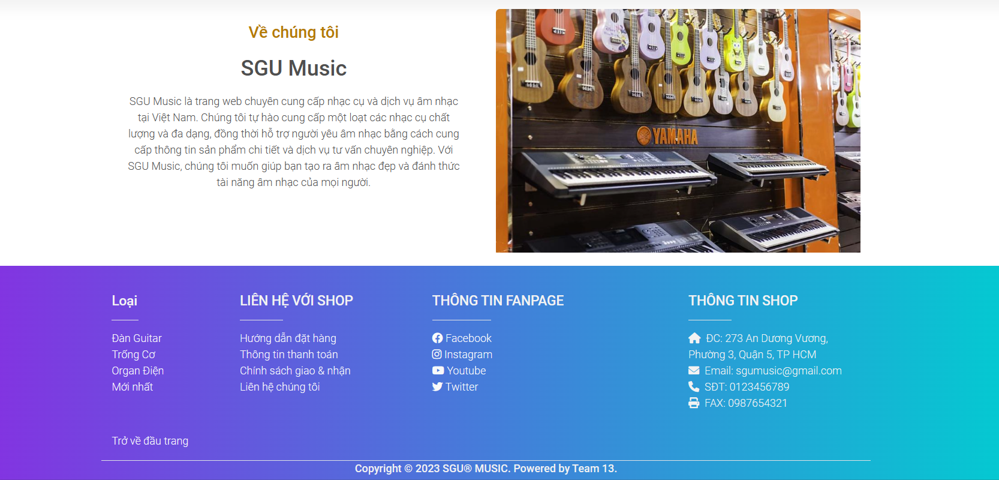 Về chúng tôi
SGU Music
SGU Music là trang web chuyên cung cấp nhạc cụ và dịch vụ âm nhạc
tại Việt Nam. Chúng tôi tự hào cung cấp một loạt các nhạc cụ chất
lượng và đa dạng, đồng thời hỗ trợ người yêu âm nhạc bằng cách cung
cấp thông tin sản phẩm chi tiết và dịch vụ tư vấn chuyên nghiệp. Với
SGU Music, chúng tôi muốn giúp bạn tạo ra âm nhạc đẹp và đánh thức
tài năng âm nhạc của mọi người.
YAMAHA
Loại
Đàn Guitar
Trống Cơ
Organ Điện
Mới nhất
LIÊN HỆ VỚI SHOP
Hướng dẫn đặt hàng
Thông tin thanh toán
Chính sách giao & nhận
Liên hệ chúng tôi
THÔNG TIN FANPAGE
Facebook
Instagram
Youtube
Twitter
THÔNG TIN SHOP
ĐC: 273 An Dương Vương,
Phường 3, Quận 5, TP HCM
Email: sgumusic@gmail.com
SĐT: 0123456789
FAX: 0987654321
Trở về đầu trang
Copyright © 2023 SGU® MUSIC. Powered by Team 13.